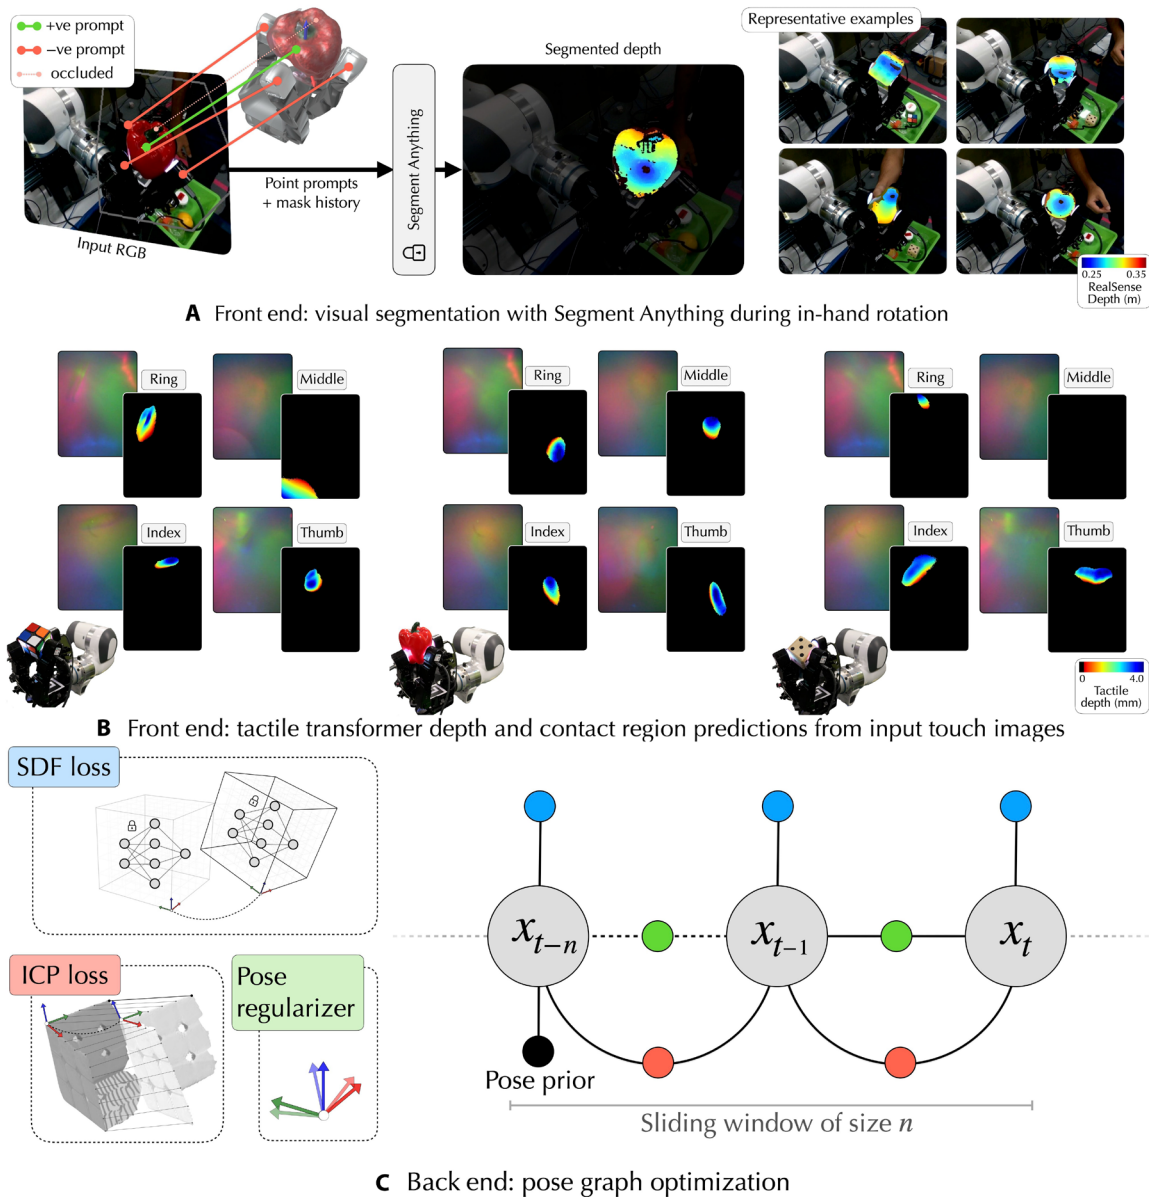 +ve prompt
−ve prompt
occluded
Input RGB
Point prompts
+ mask history
Segment Anything
Segmented depth
Representative examples
0.25 0.35
RealSense
Depth (m)
A Front end: visual segmentation with Segment Anything during in-hand rotation
Ring
Middle
Ring
Middle
Ring
Middle
Index
Thumb
Index
Thumb
Index
Thumb
0 4.0
Tactile
depth (mm)
B Front end: tactile transformer depth and contact region predictions from input touch images
SDF loss
ICP loss
Pose
regularizer
x_{t−n}
x_{t−1}
x_t
Pose prior
Sliding window of size n
C Back end: pose graph optimization